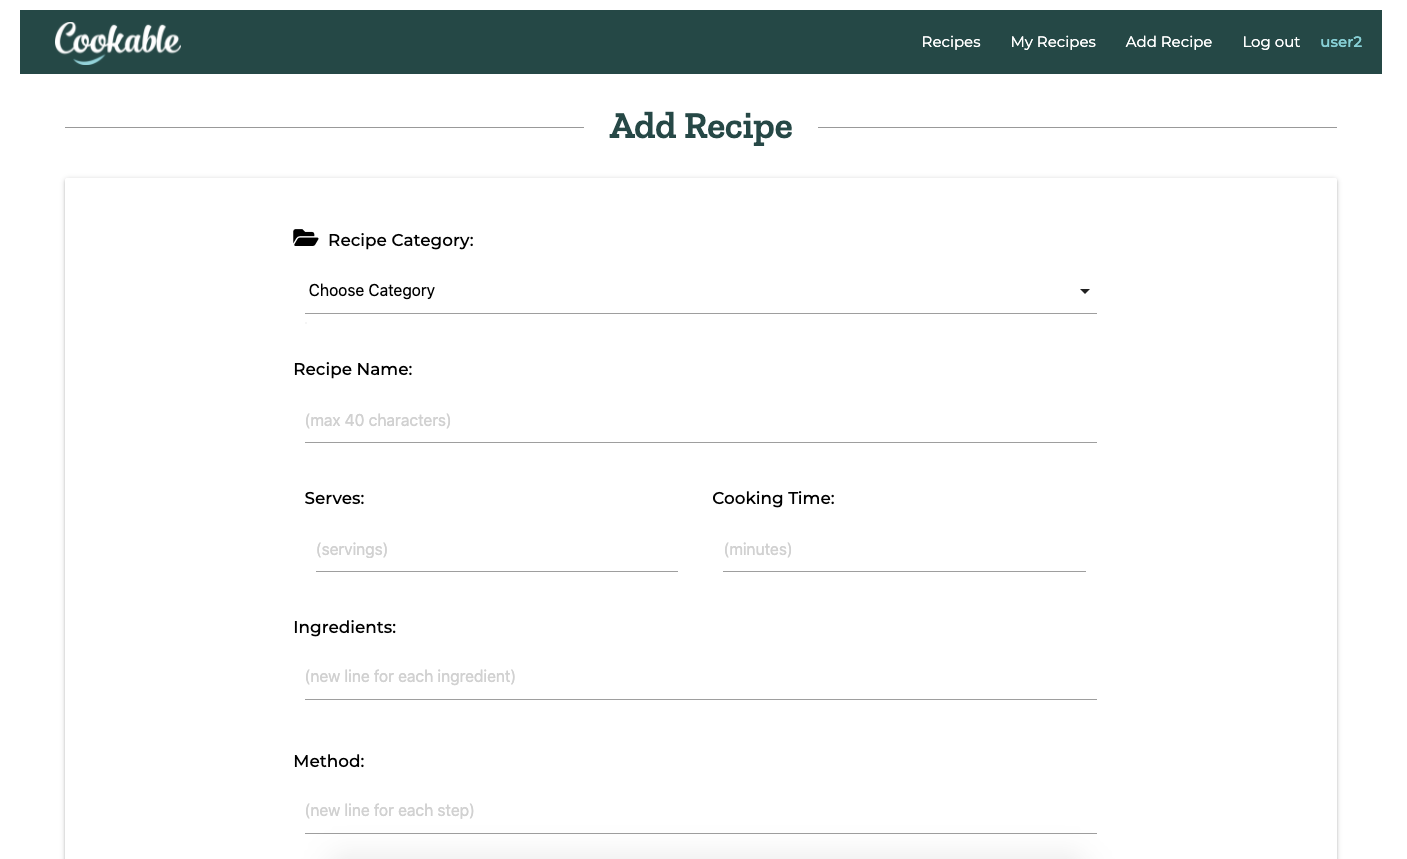 Cookable
Recipes My Recipes Add Recipe Log out user2
Add Recipe
Recipe Category:
Choose Category
Recipe Name:
(max 40 characters)
Serves: Cooking Time:
(servings) (minutes)
Ingredients:
(new line for each ingredient)
Method:
(new line for each step)